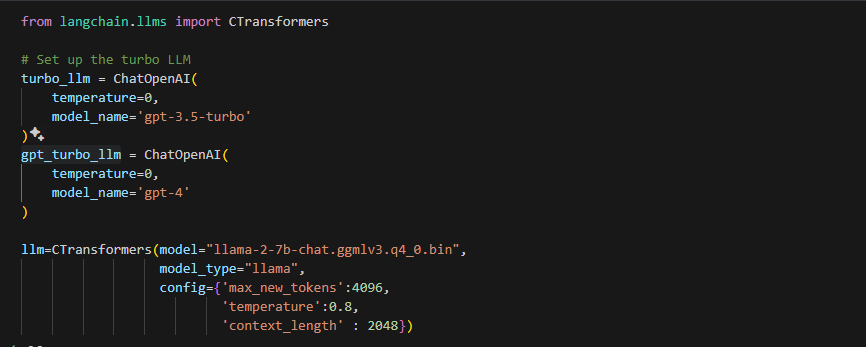 from langchain.llms import CTransformers
# Set up the turbo LLM
turbo_llm = ChatOpenAI(
temperature=0,
model_name='gpt-3.5-turbo'
)
gpt_turbo_llm = ChatOpenAI(
temperature=0,
model_name='gpt-4'
)
llm=CTransformers(model="llama-2-7b-chat.ggmlv3.q4_0.bin",
model_type="llama",
config={'max_new_tokens':4096,
'temperature':0.8,
'context_length' : 2048})